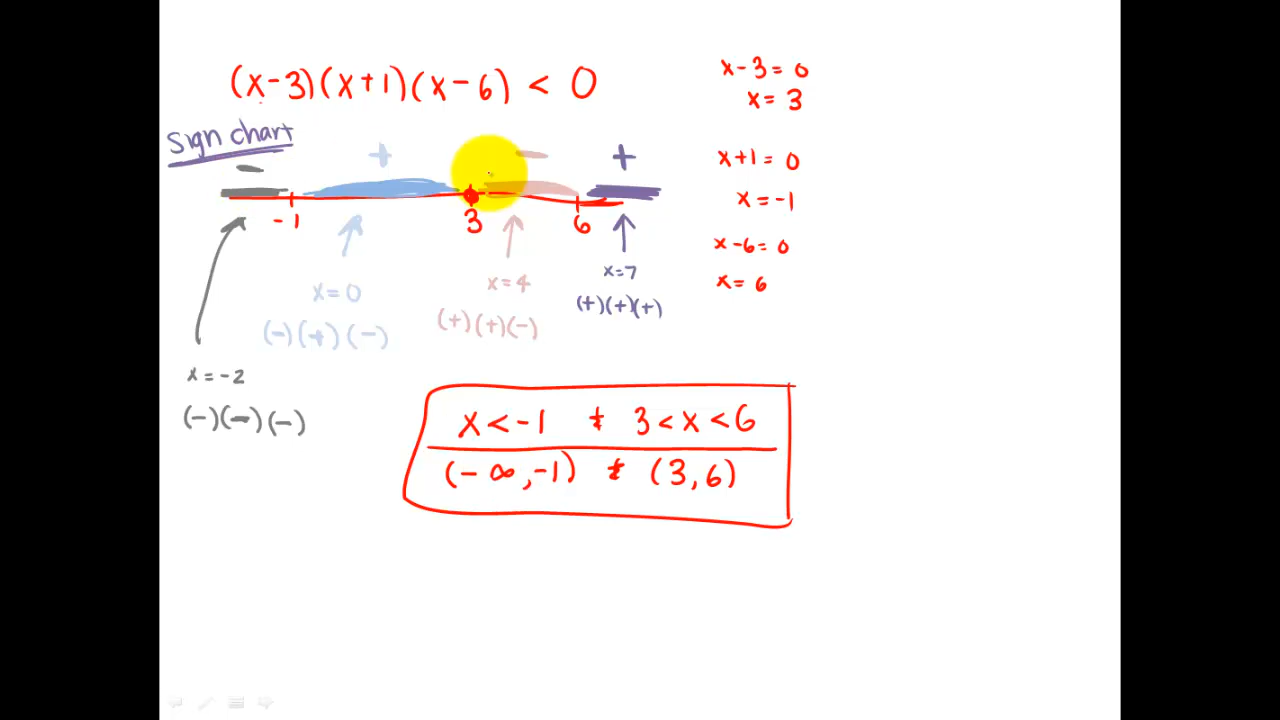 (x-3)(x+1)(x-6) < 0
Sign chart
- + - +
-1 3 6
x=0
(-)(+)(-)
x=4
(+)(+)(-)
x=7
(+)(+)(+)
x=-2
(-)(-)(-)
x-3=0
x=3
x+1=0
x=-1
x-6=0
x=6
x<-1 + 3<x<6
(-∞,-1) + (3,6)